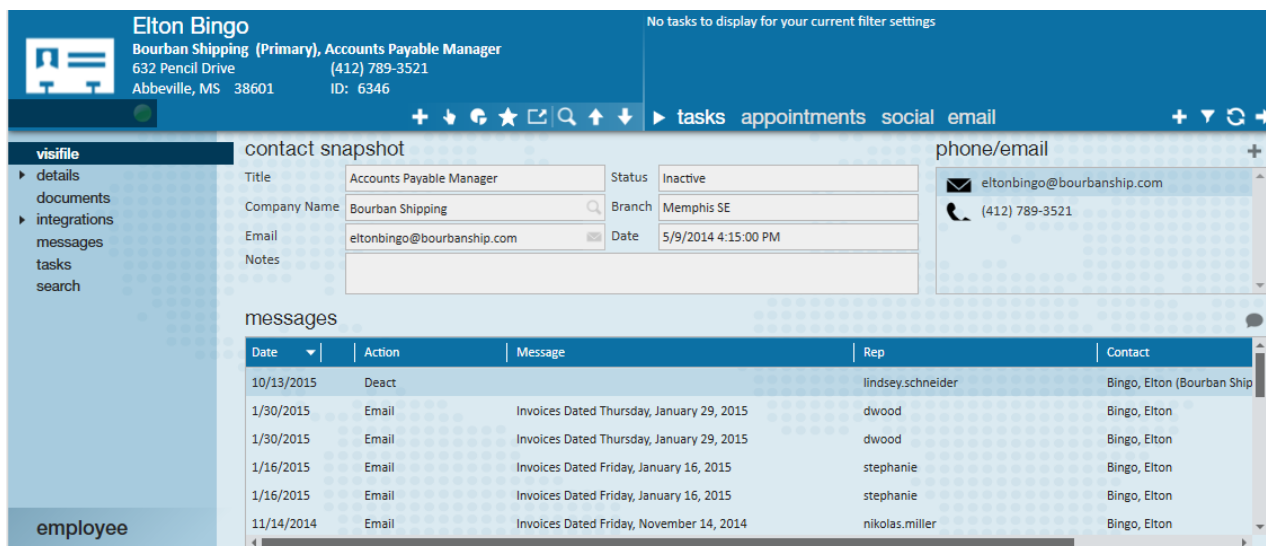 Elton Bingo
Bourban Shipping (Primary), Accounts Payable Manager
632 Pencil Drive (412) 789-3521
Abbeville, MS 38601 ID: 6346
No tasks to display for your current filter settings
tasks appointments social email
visifile
details
documents
integrations
messages
tasks
search
employee
contact snapshot
Title Accounts Payable Manager Status Inactive
Company Name Bourban Shipping Branch Memphis SE
Email eltonbingo@bourbanship.com Date 5/9/2014 4:15:00 PM
Notes
phone/email
eltonbingo@bourbanship.com
(412) 789-3521
messages
Date Action Message Rep Contact
10/13/2015 Deact lindsey.schneider Bingo, Elton (Bourban Ship
1/30/2015 Email Invoices Dated Thursday, January 29, 2015 dwood Bingo, Elton
1/30/2015 Email Invoices Dated Thursday, January 29, 2015 dwood Bingo, Elton
1/16/2015 Email Invoices Dated Friday, January 16, 2015 stephanie Bingo, Elton
1/16/2015 Email Invoices Dated Friday, January 16, 2015 stephanie Bingo, Elton
11/14/2014 Email Invoices Dated Friday, November 14, 2014 nikolas.miller Bingo, Elton